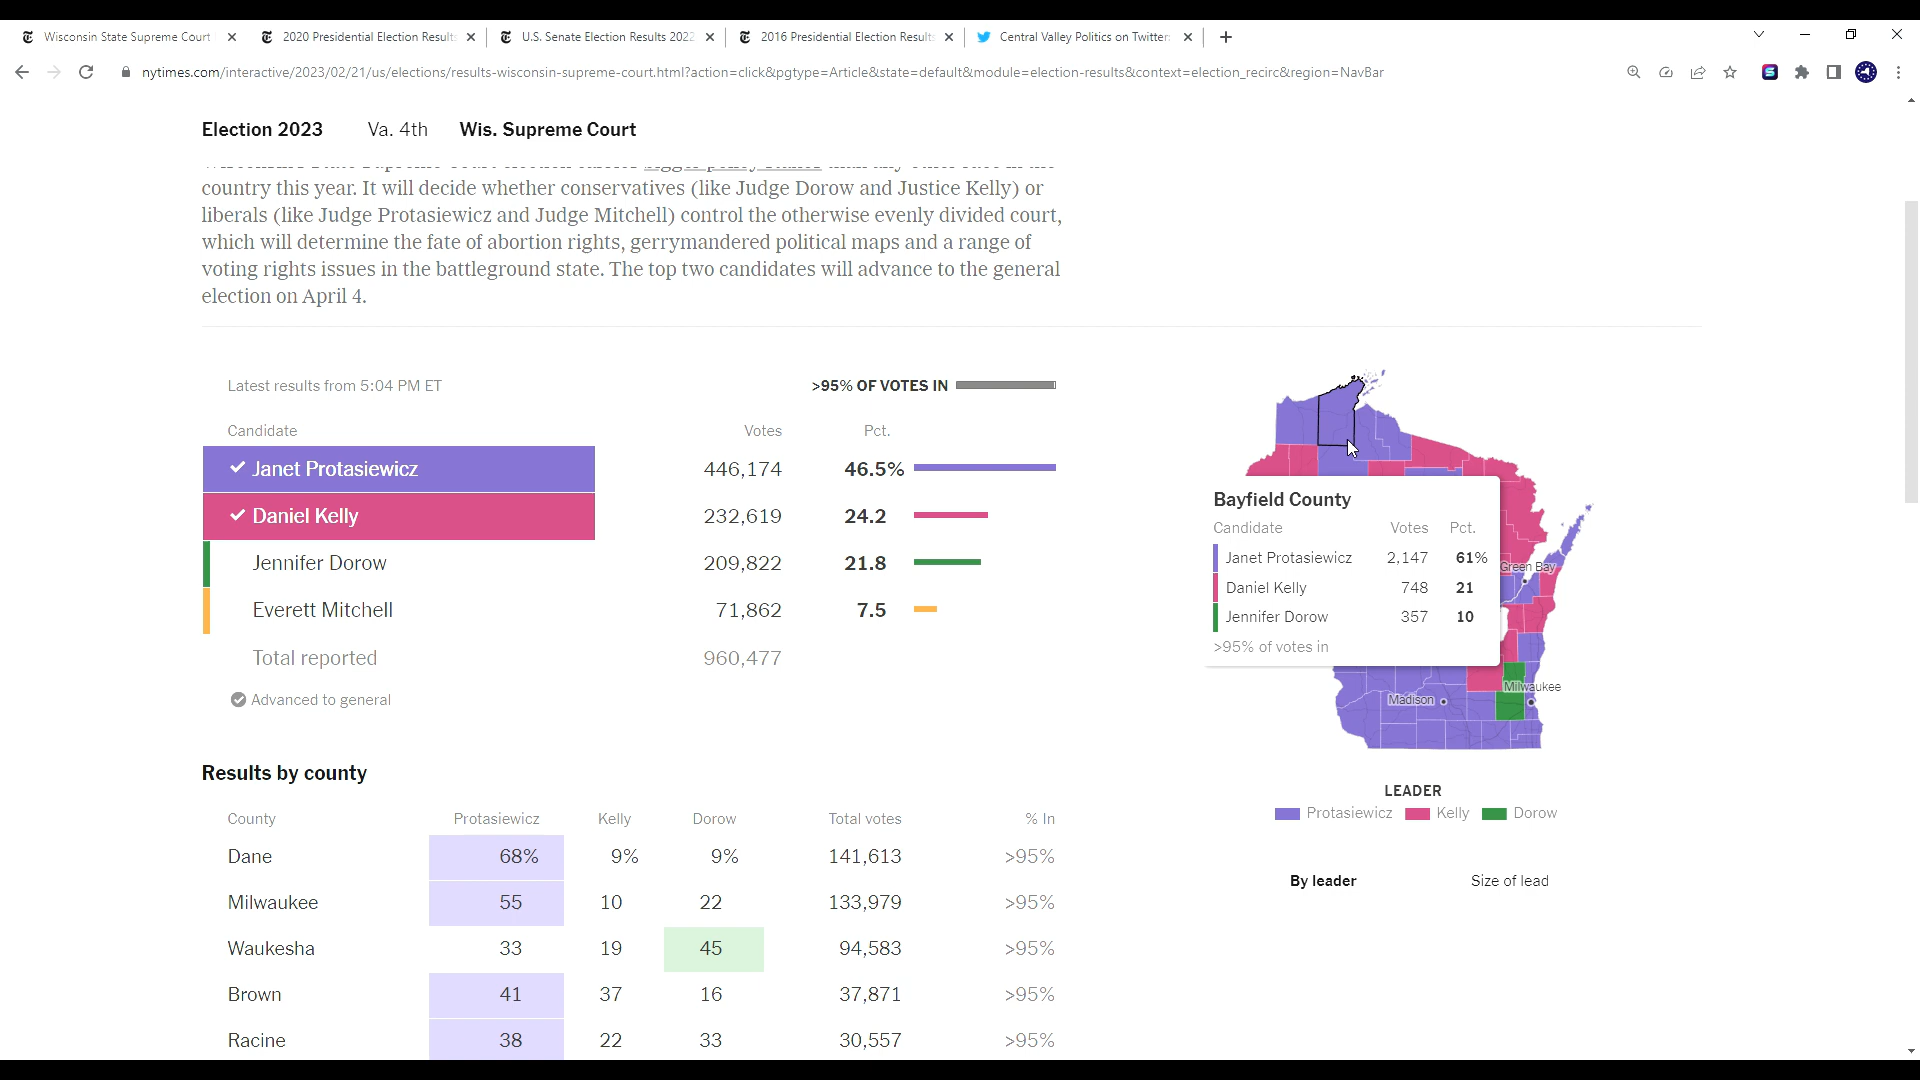 Wisconsin State Supreme Court
2020 Presidential Election Results
U.S. Senate Election Results 2022
2016 Presidential Election Results
Central Valley Politics on Twitter:
nytimes.com/interactive/2023/02/21/us/elections/results-wisconsin-supreme-court.html?action=click&pgtype=Article&state=default&module=election-results&context=election_recirc&region=NavBar
Election 2023 Va. 4th Wis. Supreme Court
country this year. It will decide whether conservatives (like Judge Dorow and Justice Kelly) or
liberals (like Judge Protasiewicz and Judge Mitchell) control the otherwise evenly divided court,
which will determine the fate of abortion rights, gerrymandered political maps and a range of
voting rights issues in the battleground state. The top two candidates will advance to the general
election on April 4.
Latest results from 5:04 PM ET >95% OF VOTES IN
Candidate Votes Pct.
Janet Protasiewicz 446,174 46.5%
Daniel Kelly 232,619 24.2
Jennifer Dorow 209,822 21.8
Everett Mitchell 71,862 7.5
Total reported 960,477
Advanced to general
Bayfield County
Candidate Votes Pct.
Janet Protasiewicz 2,147 61%
Daniel Kelly 748 21
Jennifer Dorow 357 10
>95% of votes in
Green Bay
Milwaukee
Madison
LEADER
Protasiewicz Kelly Dorow
By leader Size of lead
Results by county
County Protasiewicz Kelly Dorow Total votes % In
Dane 68% 9% 9% 141,613 >95%
Milwaukee 55 10 22 133,979 >95%
Waukesha 33 19 45 94,583 >95%
Brown 41 37 16 37,871 >95%
Racine 38 22 33 30,557 >95%